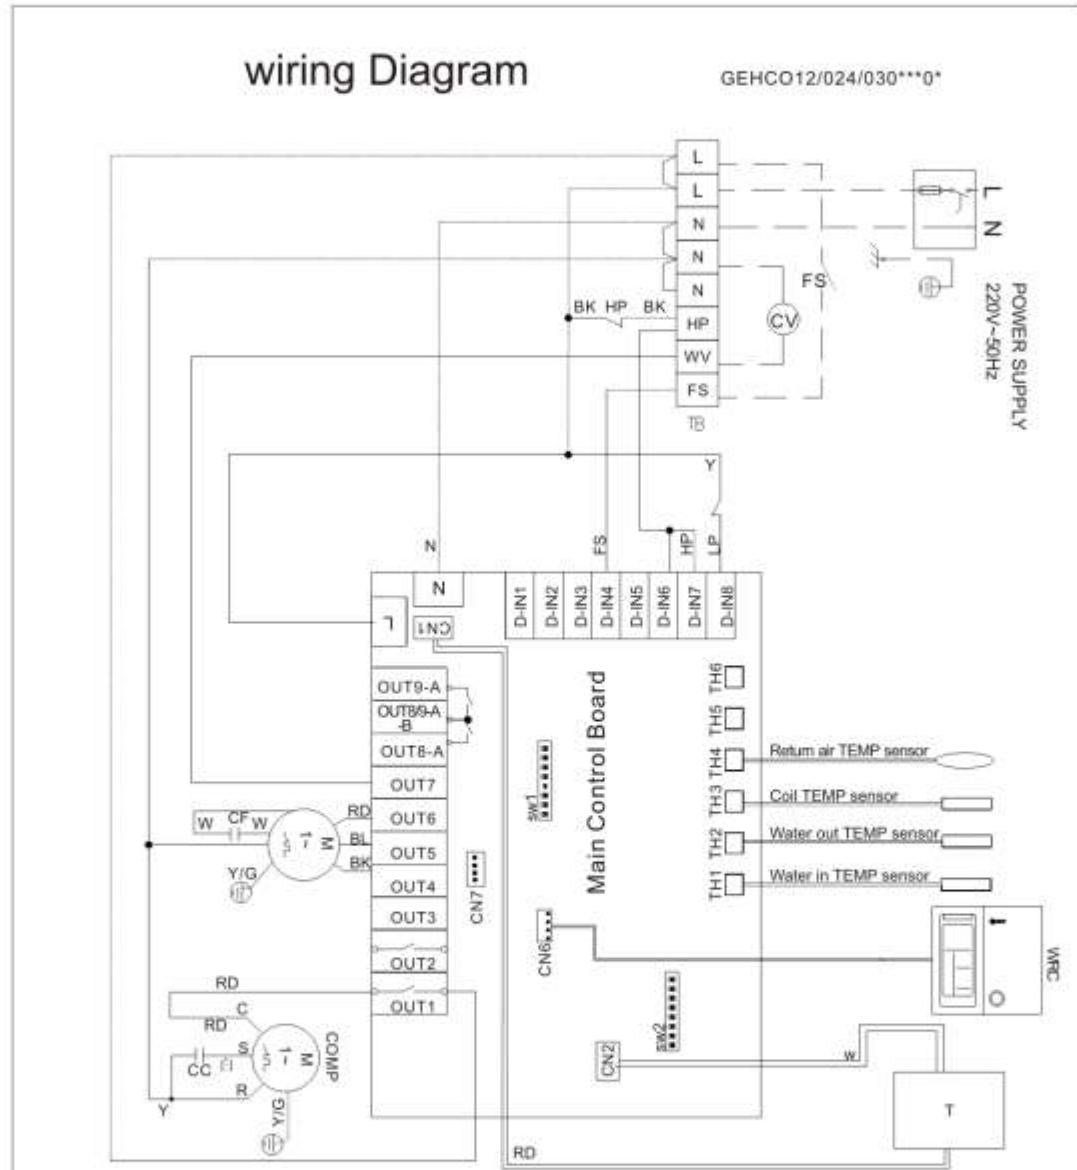 wiring Diagram
GEHCO12/024/030***0*
L
L
N
N
N
HP
WV
FS
TB
BK HP BK
FS
CV
L
N
POWER SUPPLY
220V~50Hz
Y
N
FS
HP
LP
N
L
CN1
D-IN1
D-IN2
D-IN3
D-IN4
D-IN5
D-IN6
D-IN7
D-IN8
OUT9-A
OUT8/9-A
-B
OUT8-A
OUT7
OUT6
OUT5
OUT4
OUT3
OUT2
OUT1
Main Control Board
sw1
CN7
CN6
sw2
CN2
TH6
TH5
TH4
TH3
TH2
TH1
Return air TEMP sensor
Coil TEMP sensor
Water out TEMP sensor
Water in TEMP sensor
WRC
W CF W
M
1~
RD
BL
BK
Y/G
RD
C
RD
S
CC
R
Y
M
1~
COMP
Y/G
W
T
RD